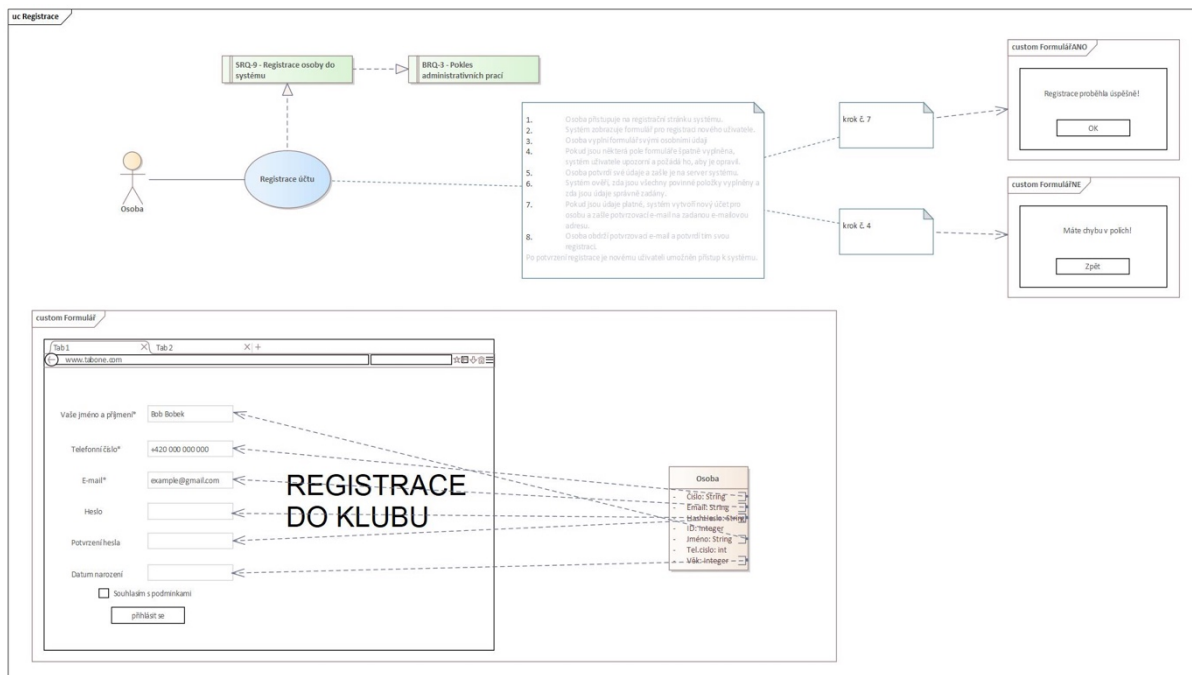 uc Registrace
SRQ-9 - Registrace osoby do
systému
BRQ-3 - Pokles
administrativních prací
Osoba
Registrace účtu
1. Osoba přistupuje na registrační stránku systému.
2. Systém zobrazuje formulář pro registraci nového uživatele.
3. Osoba vyplní formulář svými osobními údaji
4. Pokud jsou některá pole formuláře špatně vyplněna,
systém uživatele upozorní a požádá ho, aby je opravil.
5. Osoba potvrdí své údaje a zašle je na server systému.
6. Systém ověří, zda jsou všechny povinné položky vyplněny a
zda jsou údaje správně zadány.
7. Pokud jsou údaje platné, systém vytvoří nový účet pro
osobu a zašle potvrzovací e-mail na zadanou e-mailovou
adresu.
8. Osoba obdrží potvrzovací e-mail a potvrdí tím svou
registraci.
Po potvrzení registrace je novému uživateli umožněn přístup k systému.
krok č. 7
krok č. 4
custom FormulářANO
Registrace proběhla úspěšně!
OK
custom FormulářNE
Máte chybu v polích!
Zpět
custom Formulář
Tab 1
Tab 2
www.tabone.com
Vaše jméno a příjmení*
Bob Bobek
Telefonní číslo*
+420 000 000 000
E-mail*
example@gmail.com
Heslo
Potvrzení hesla
Datum narození
Souhlasím s podmínkami
přihlásit se
REGISTRACE
DO KLUBU
Osoba
- Cislo: String
- Email: String
- HashHeslo: String
- ID: Integer
- Jméno: String
- Tel.cislo: int
- Věk: Integer